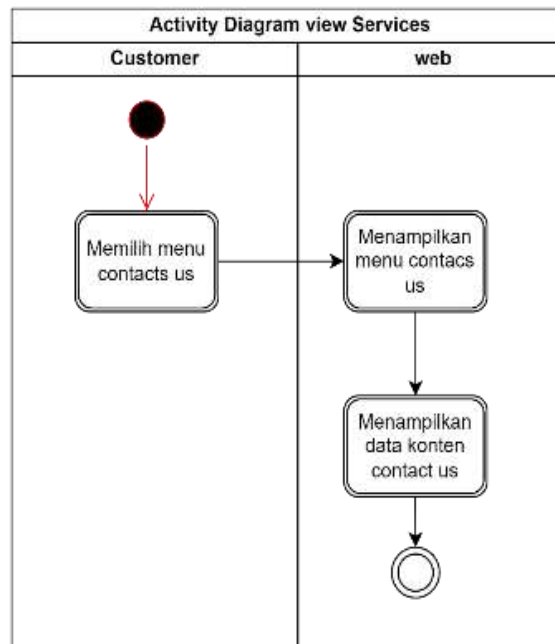 Activity Diagram view Services
Customer
web
Memilih menu
contacts us
Menampilkan
menu contacs
us
Menampilkan
data konten
contact us